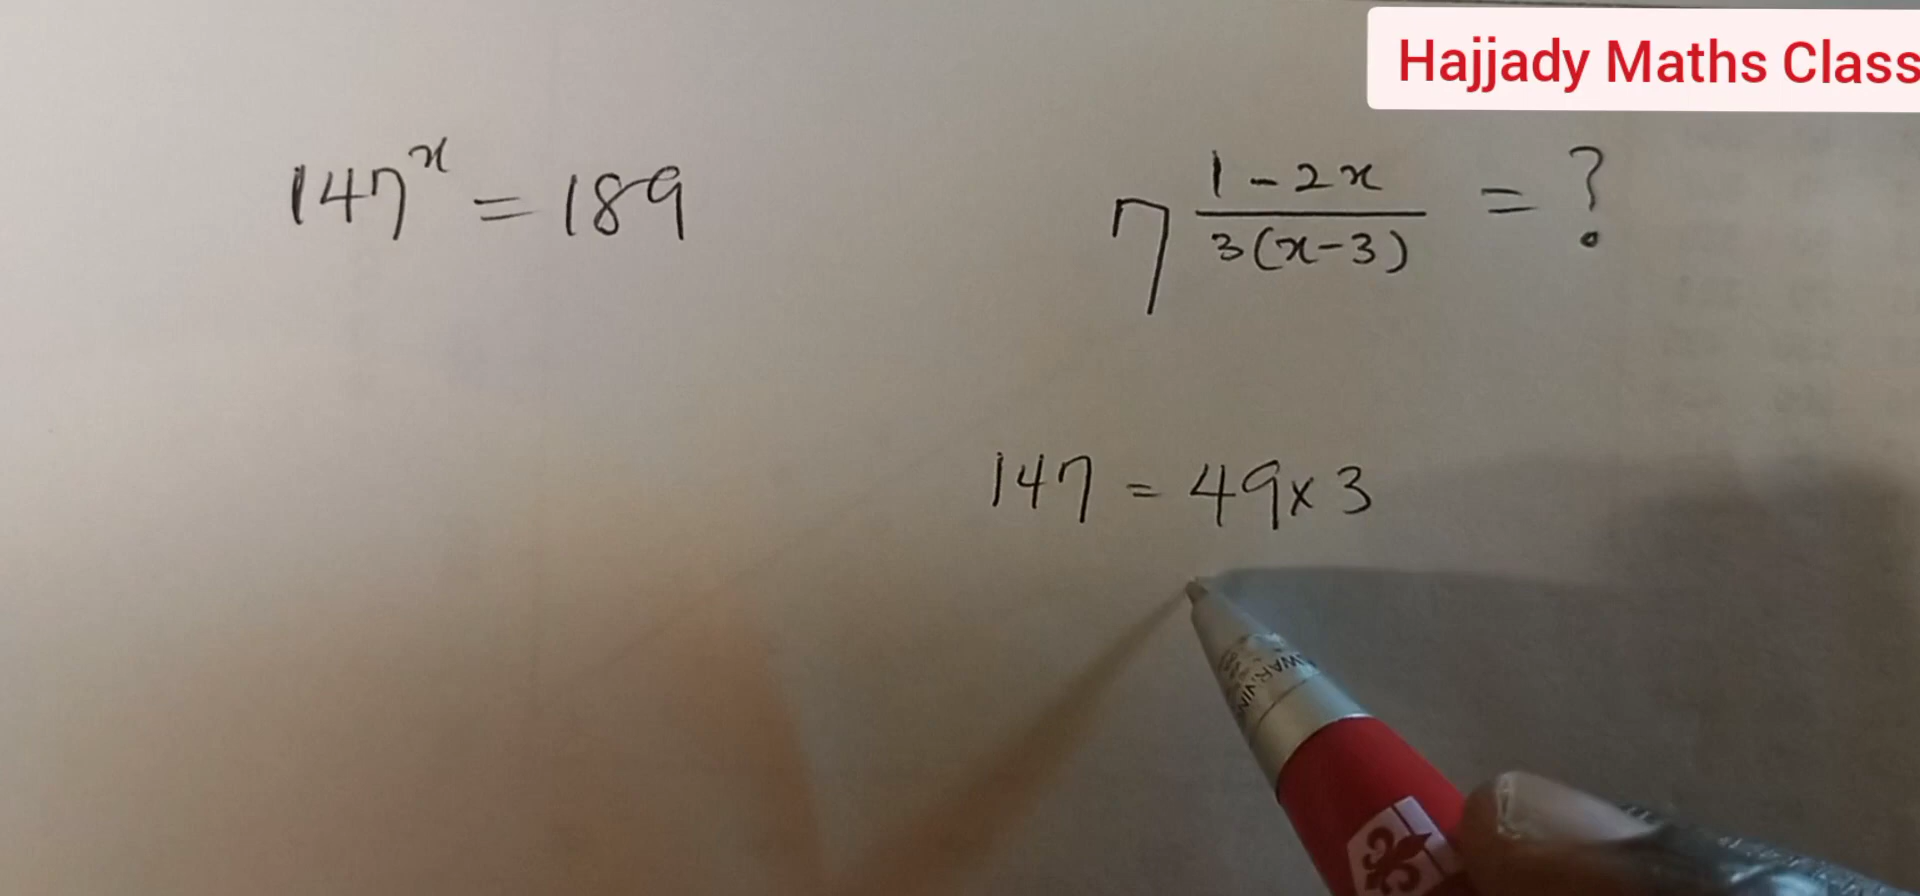 Hajjady Maths Class
147^x = 189
7^((1-2x)/(3(x-3))) = ?
147 = 49x3